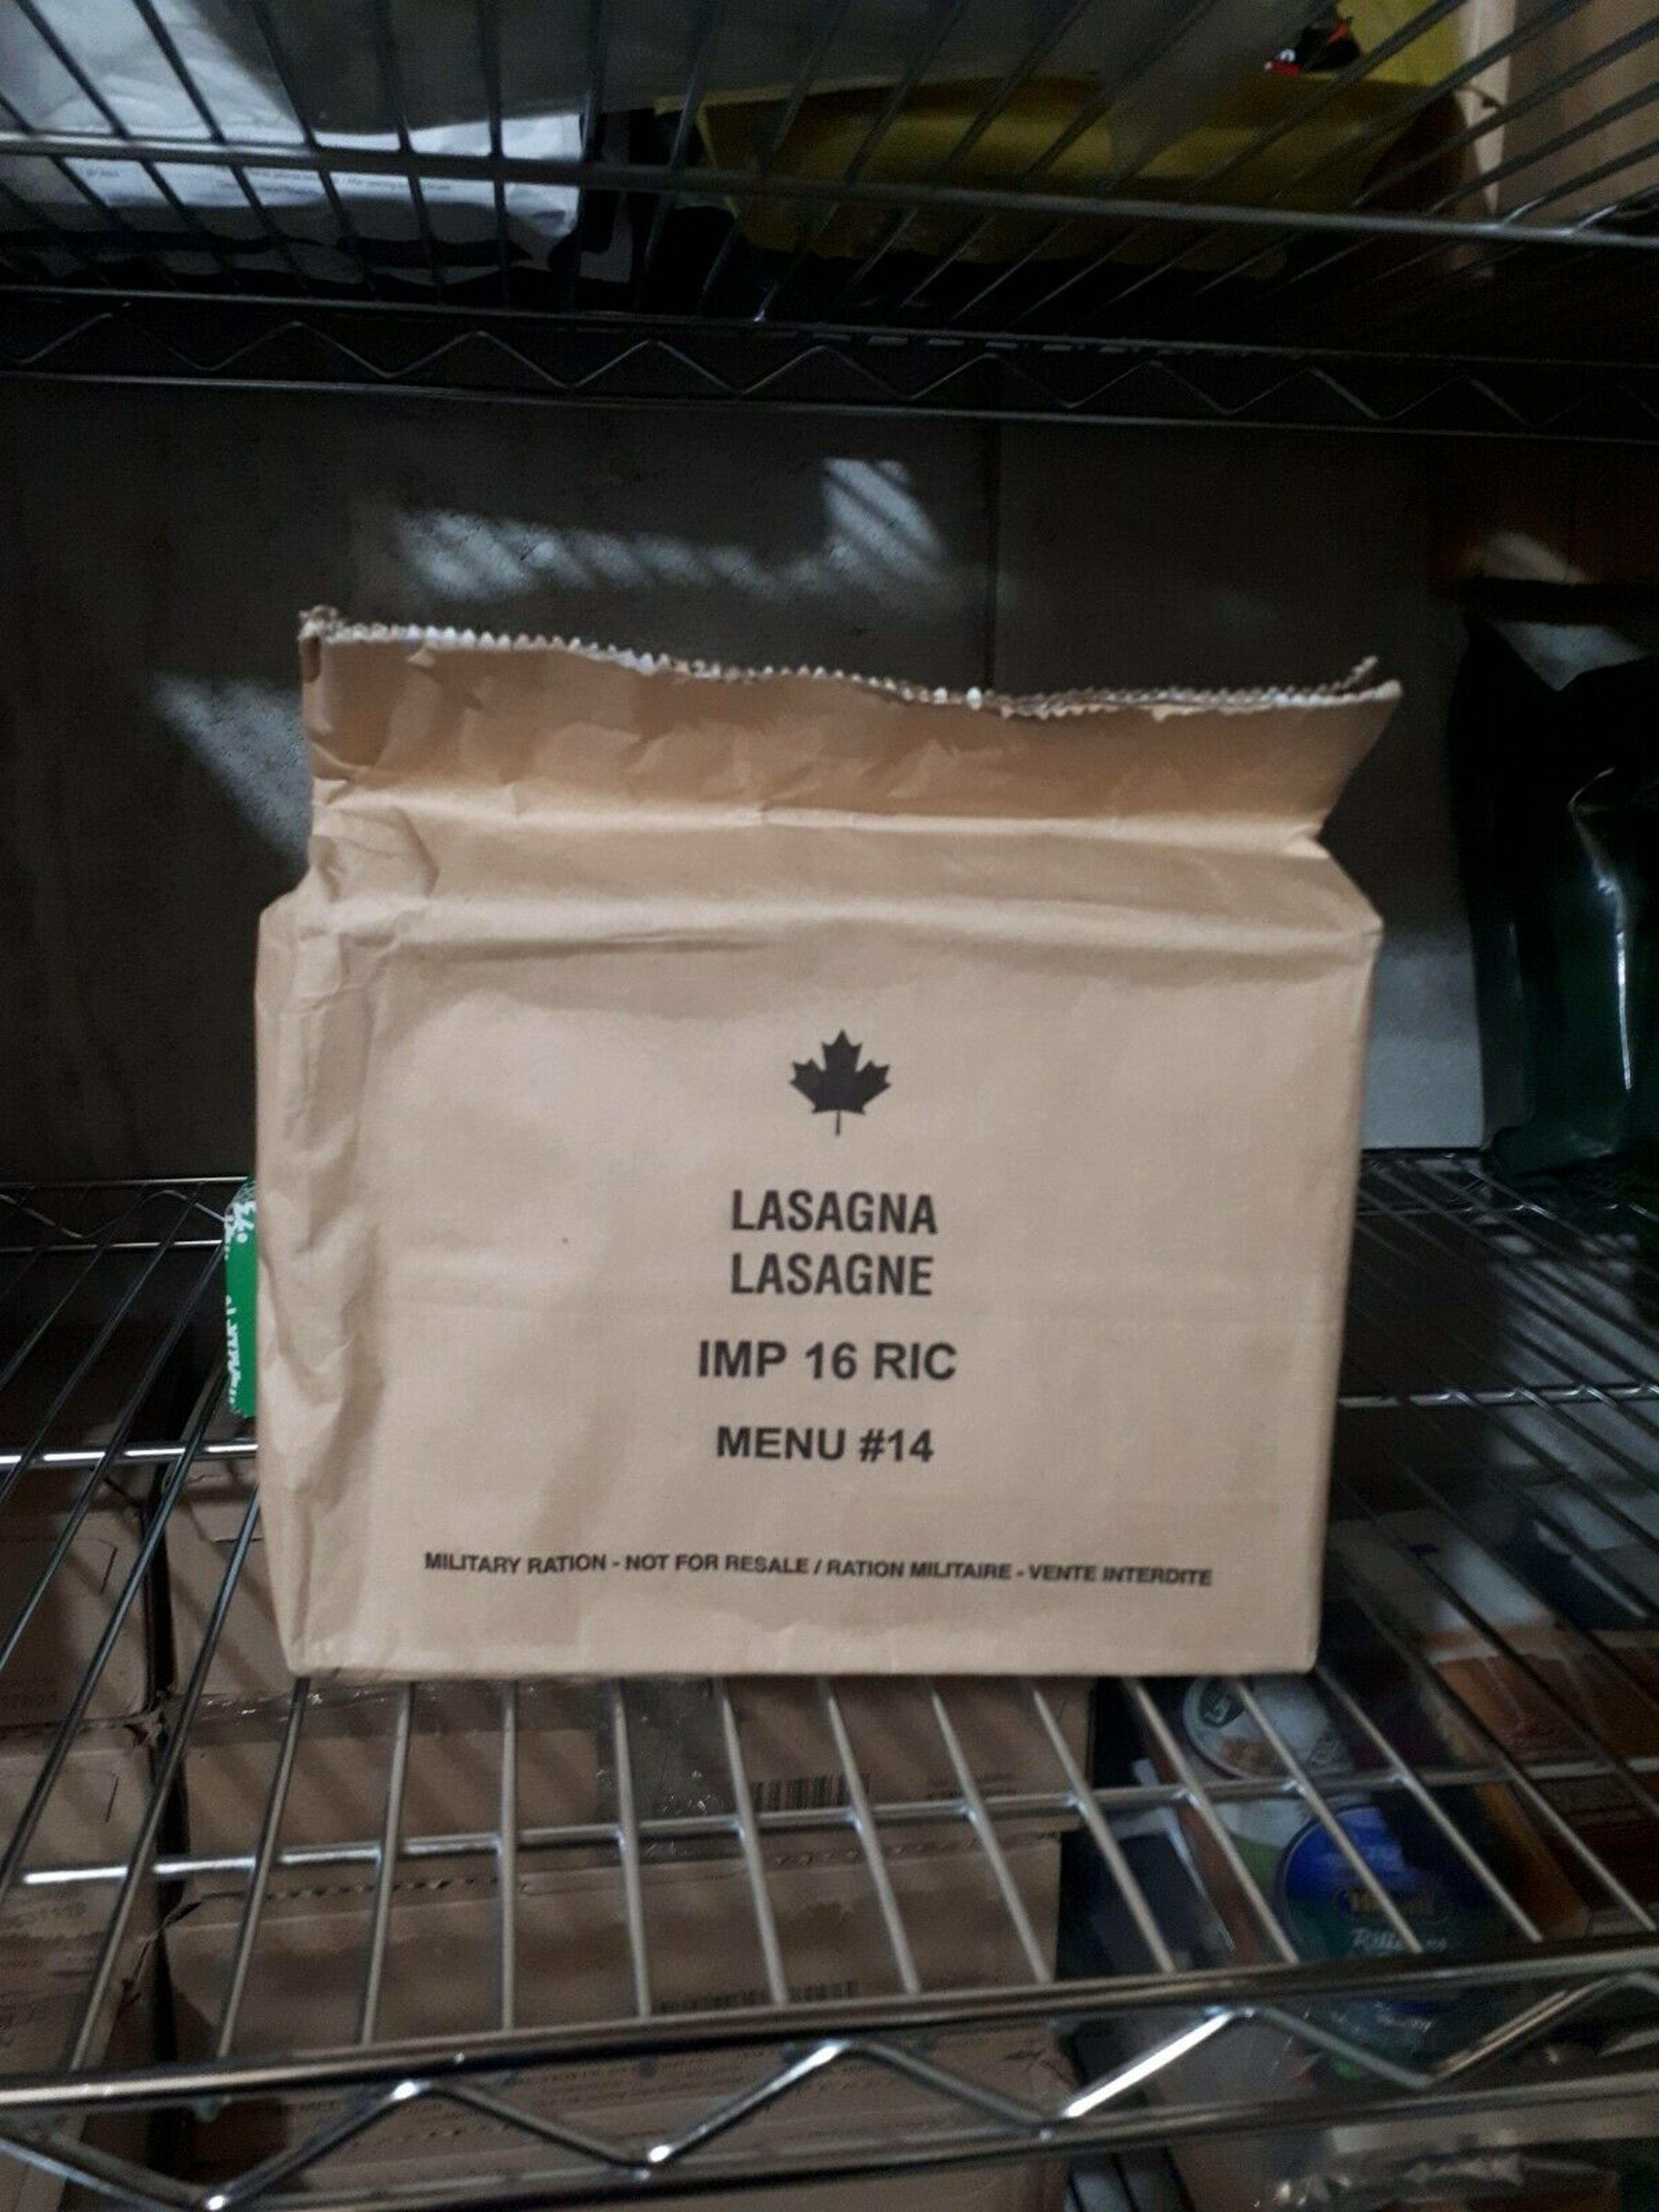 LASAGNA
LASAGNE
IMP 16 RIC
MENU #14
MILITARY RATION - NOT FOR RESALE / RATION MILITAIRE - VENTE INTERDITE